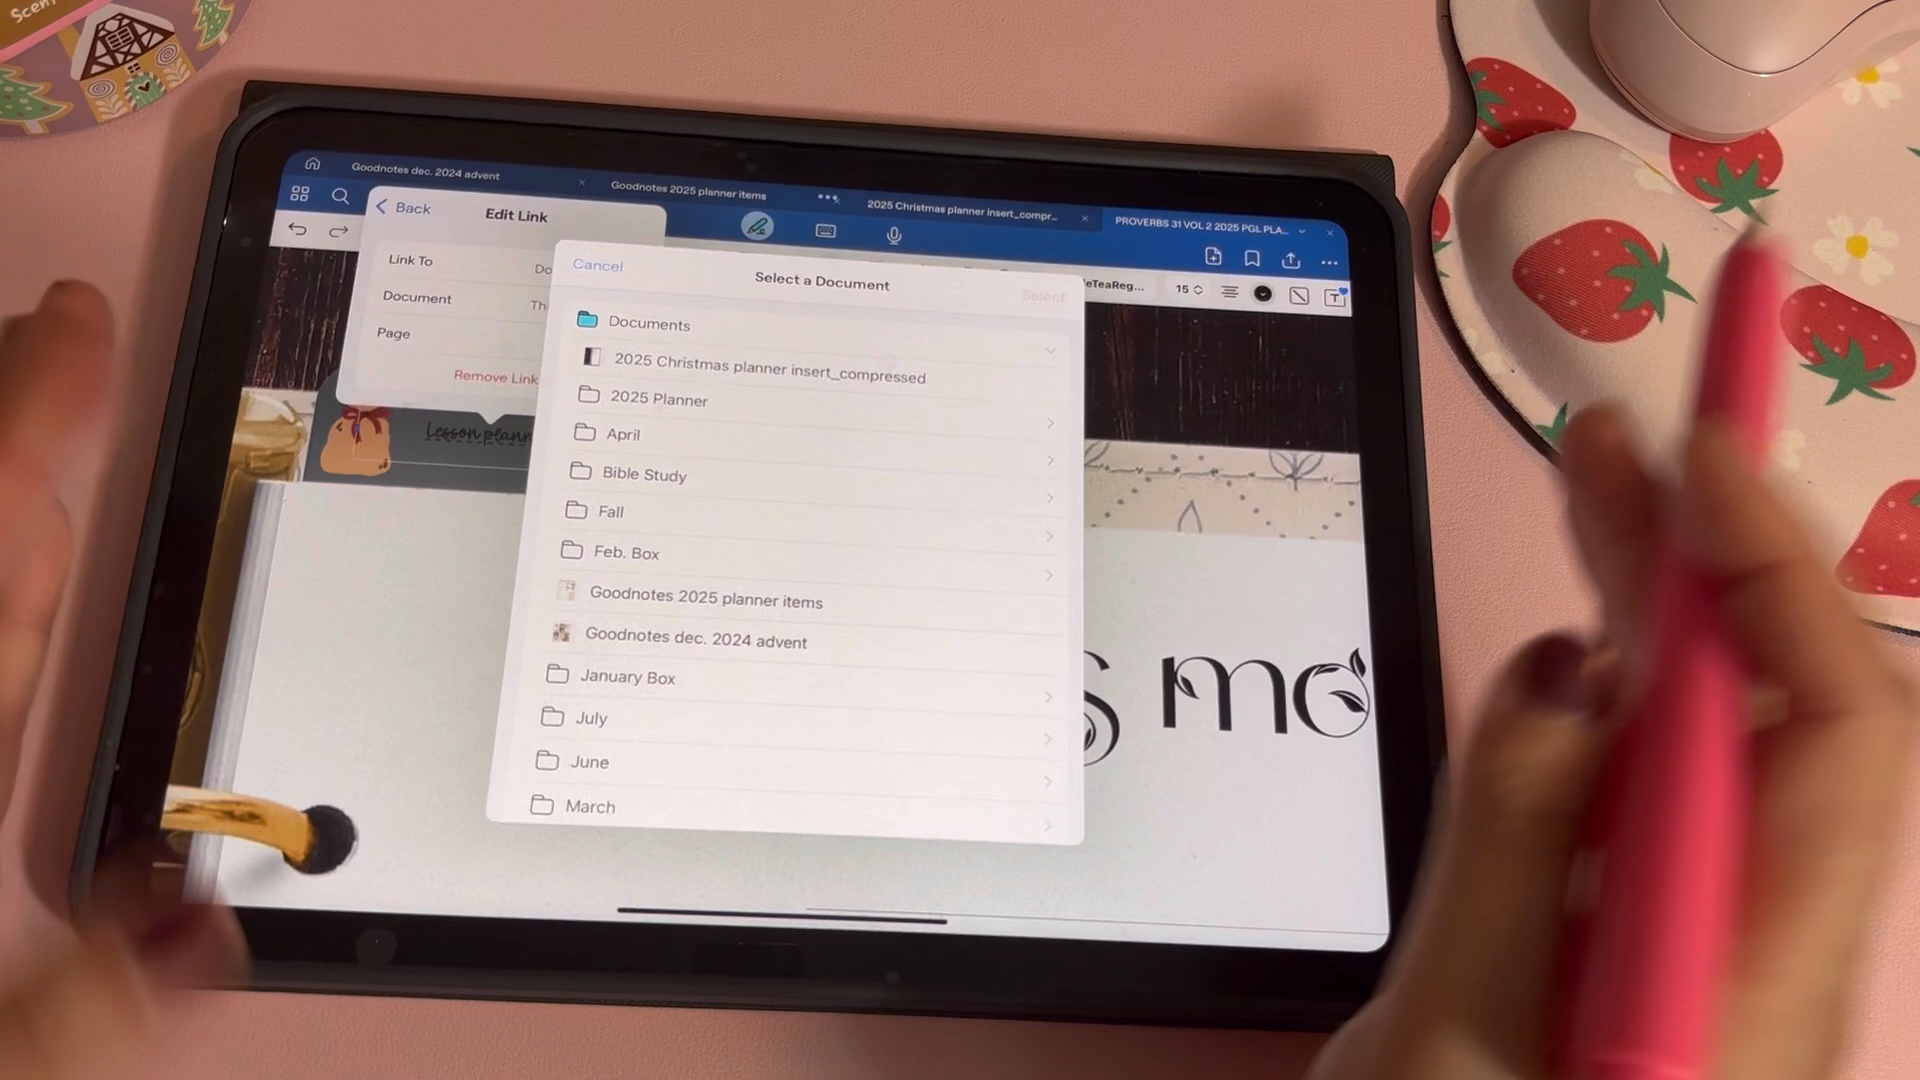 Scen
Goodnotes dec. 2024 advent
Goodnotes 2025 planner items
2025 Christmas planner insert_compr...
PROVERBS 31 VOL 2 2025 PGL PLA...
Back
Edit Link
Link To
Do
Document
Th
Page
Remove Link
Cancel
Select a Document
Select
eTeaReg...
15
Documents
2025 Christmas planner insert_compressed
2025 Planner
April
Bible Study
Fall
Feb. Box
Goodnotes 2025 planner items
Goodnotes dec. 2024 advent
January Box
July
June
March
Lesson plann
s mo